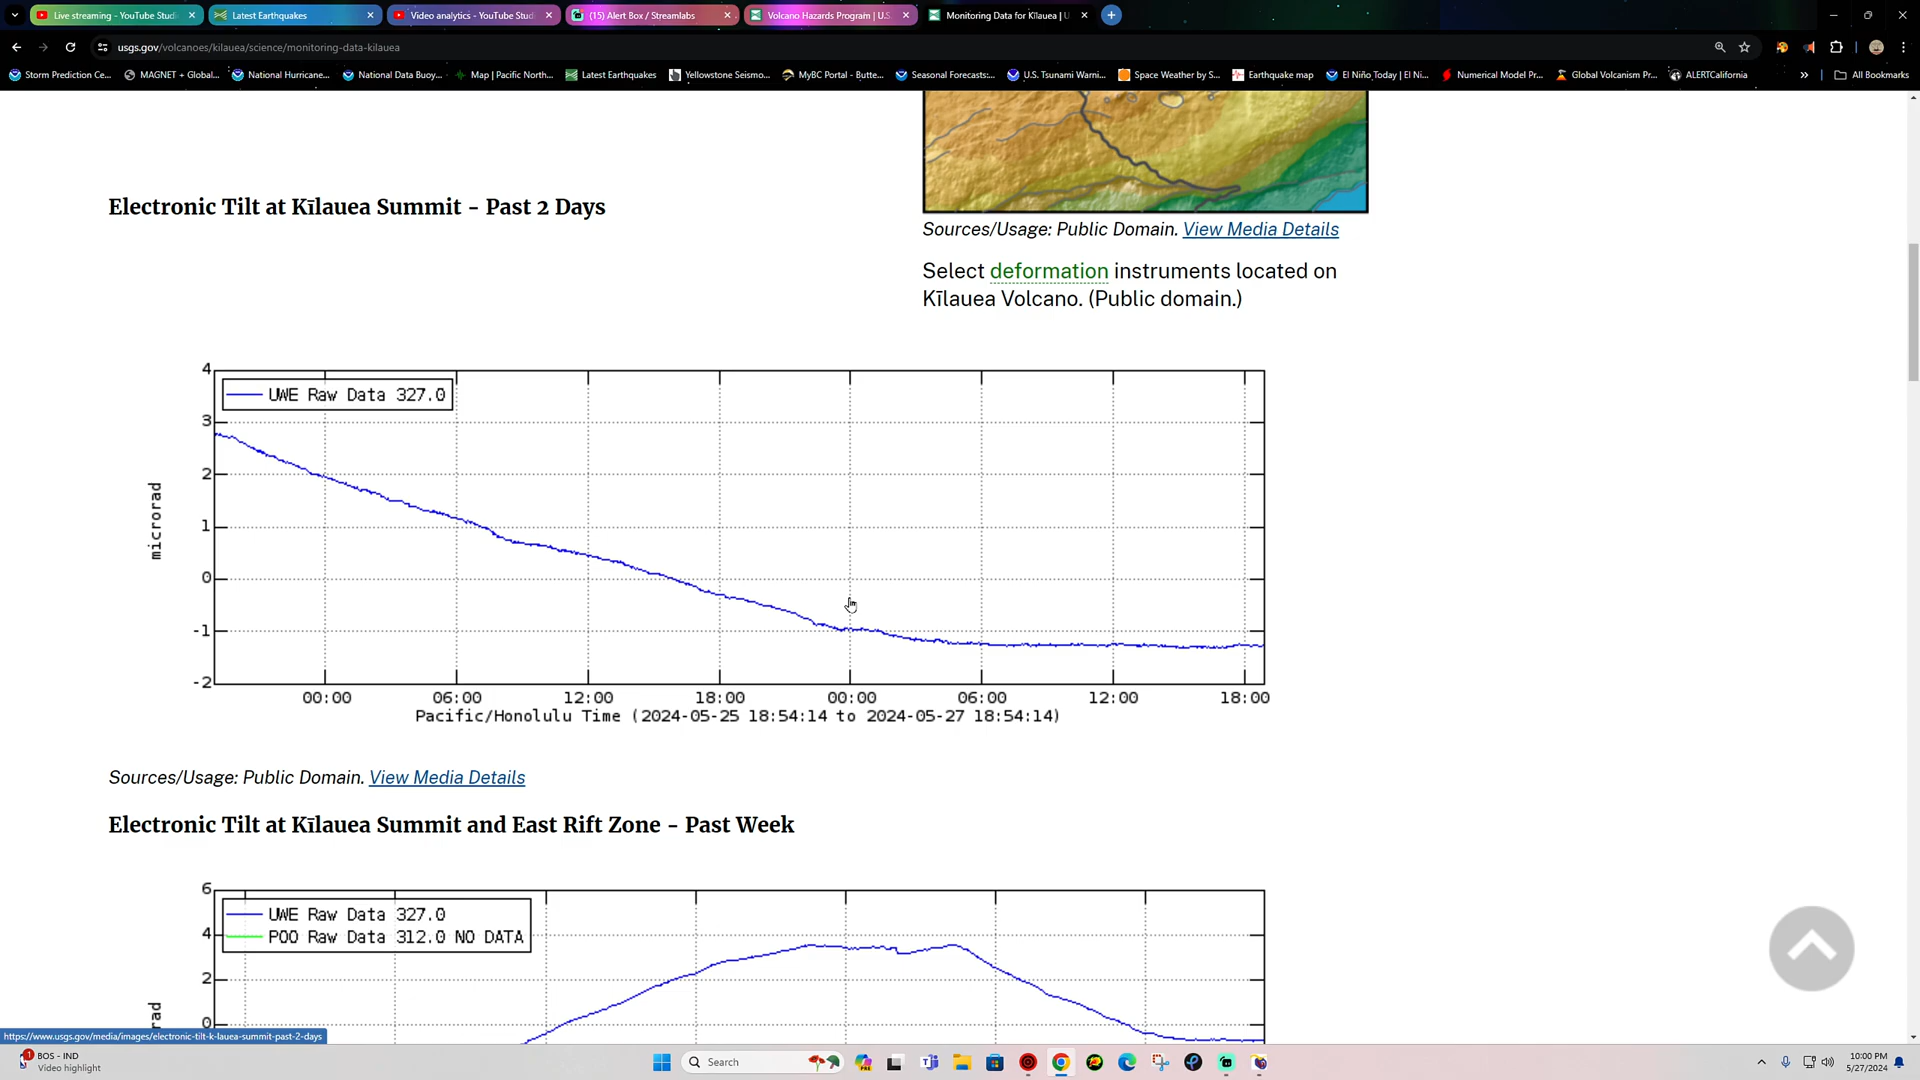 Live streaming - YouTube Studi
Latest Earthquakes
Video analytics - YouTube Studi
(15) Alert Box / Streamlabs
Volcano Hazards Program | U.S.
Monitoring Data for Kilauea | U
usgs.gov/volcanoes/kilauea/science/monitoring-data-kilauea
Storm Prediction Ce...
MAGNET + Global...
National Hurricane...
National Data Buoy...
Map | Pacific North...
Latest Earthquakes
Yellowstone Seismo...
MyBC Portal - Butte...
Seasonal Forecasts:...
U.S. Tsunami Warni...
Space Weather by S...
Earthquake map
El Niño Today | El Ni...
Numerical Model Pr...
Global Volcanism Pr...
ALERTCalifornia
All Bookmarks
Electronic Tilt at Kīlauea Summit - Past 2 Days
Sources/Usage: Public Domain. View Media Details
Select deformation instruments located on
Kīlauea Volcano. (Public domain.)
UWE Raw Data 327.0
4
3
2
1
0
-1
-2
microrad
00:00 06:00 12:00 18:00 00:00 06:00 12:00 18:00
Pacific/Honolulu Time (2024-05-25 18:54:14 to 2024-05-27 18:54:14)
Sources/Usage: Public Domain. View Media Details
Electronic Tilt at Kīlauea Summit and East Rift Zone - Past Week
UWE Raw Data 327.0
POO Raw Data 312.0 NO DATA
6
4
2
0
rad
https://www.usgs.gov/media/images/electronic-tilt-k-lauea-summit-past-2-days
1
BOS - IND
Video highlight
Search
10:00 PM
5/27/2024